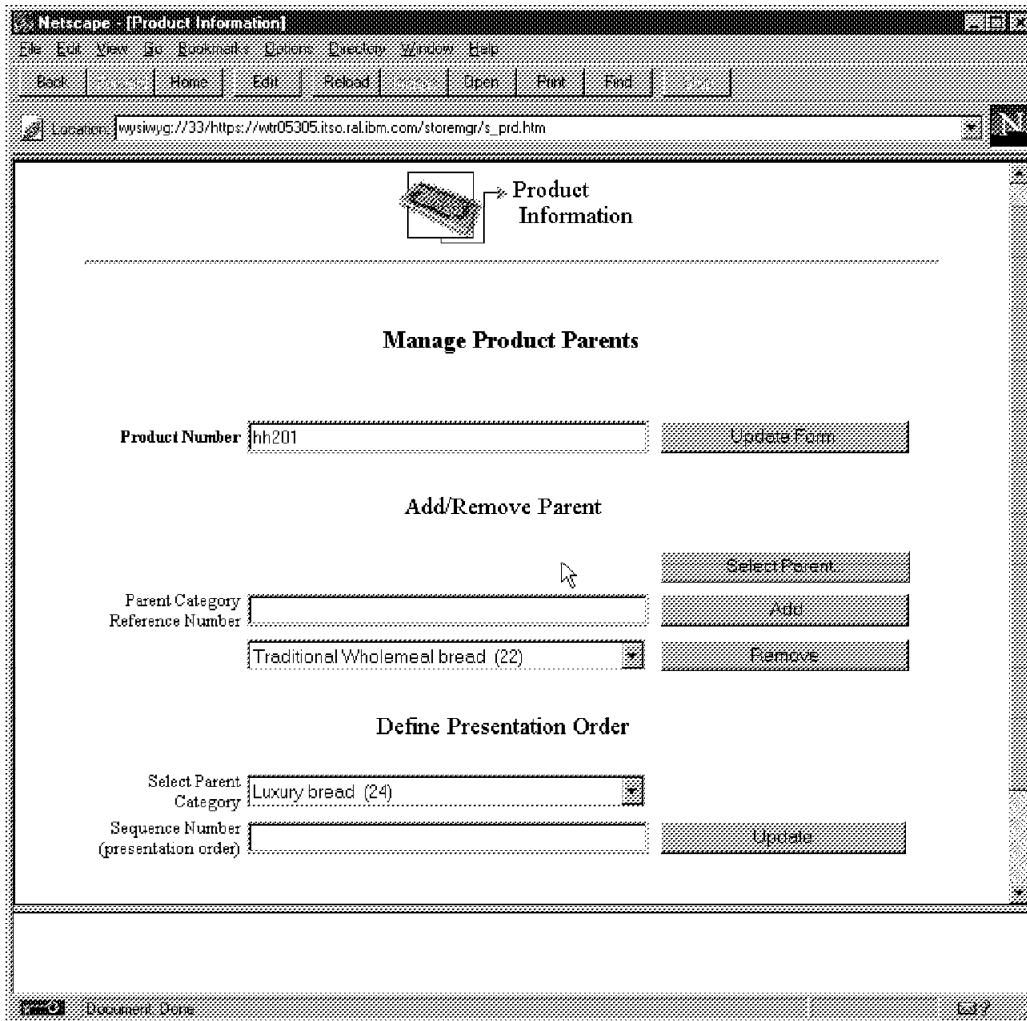 Netscape - [Product Information]
File Edit View Go Bookmarks Options Directory Window Help
Back Home Edit Reload Open Print Find
Location: wysiwyg://33/https://wtr05305.itso.ral.ibm.com/storemgr/s_prd.htm
N
Product
Information
Manage Product Parents
Product Number hh201 Update Form
Add/Remove Parent
Select Parent...
Parent Category
Reference Number Add
Traditional Wholemeal bread (22) Remove
Define Presentation Order
Select Parent
Category Luxury bread (24)
Sequence Number
(presentation order) Update
Document: Done